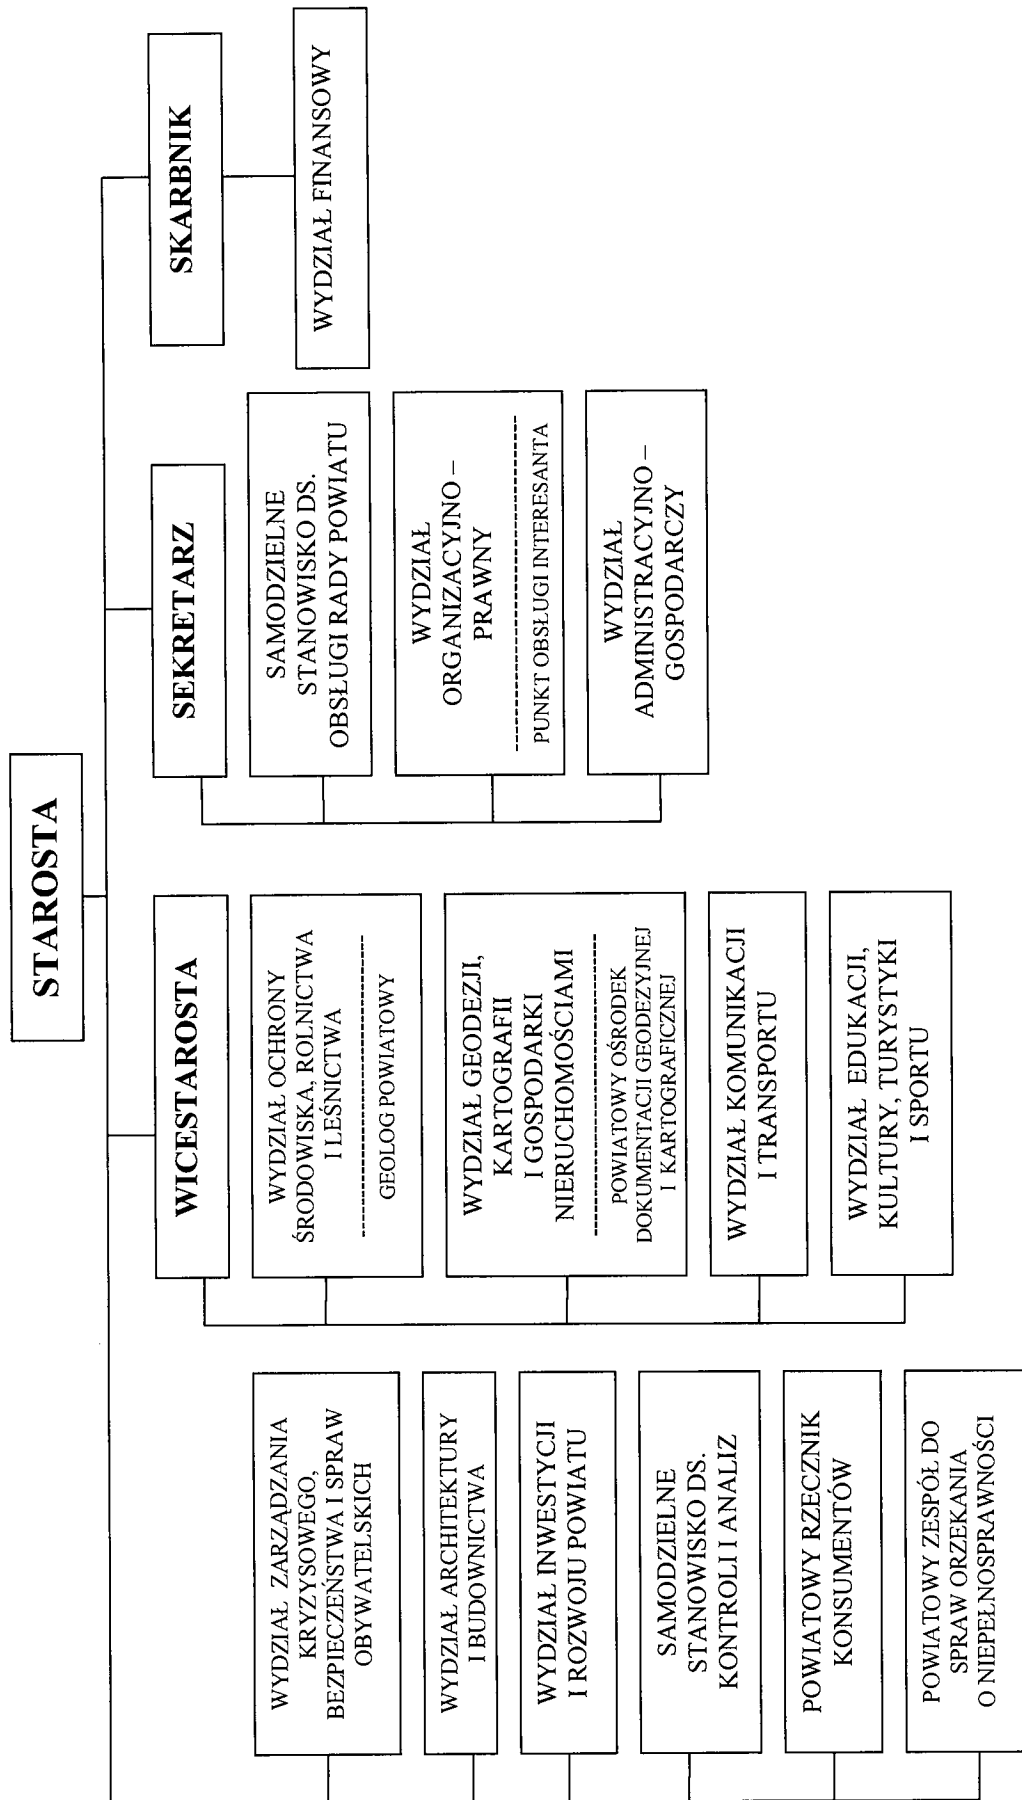 STAROSTA
WYDZIAŁ ZARZĄDZANIA
KRYZYSOWEGO,
BEZPIECZEŃSTWA I SPRAW
OBYWATELSKICH
WYDZIAŁ ARCHITEKTURY
I BUDOWNICTWA
WYDZIAŁ INWESTYCJI
I ROZWOJU POWIATU
SAMODZIELNE
STANOWISKO DS.
KONTROLI I ANALIZ
POWIATOWY RZECZNIK
KONSUMENTÓW
POWIATOWY ZESPÓŁ DO
SPRAW ORZEKANIA
O NIEPEŁNOSPRAWNOŚCI
WICESTAROSTA
WYDZIAŁ OCHRONY
ŚRODOWISKA, ROLNICTWA
I LEŚNICTWA
GEOLOG POWIATOWY
WYDZIAŁ GEODEZJI,
KARTOGRAFII
I GOSPODARKI
NIERUCHOMOŚCIAMI
POWIATOWY OŚRODEK
DOKUMENTACJI GEODEZYJNEJ
I KARTOGRAFICZNEJ
WYDZIAŁ KOMUNIKACJI
I TRANSPORTU
WYDZIAŁ EDUKACJI,
KULTURY, TURYSTYKI
I SPORTU
SEKRETARZ
SAMODZIELNE
STANOWISKO DS.
OBSŁUGI RADY POWIATU
WYDZIAŁ
ORGANIZACYJNO –
PRAWNY
PUNKT OBSŁUGI INTERESANTA
WYDZIAŁ
ADMINISTRACYJNO –
GOSPODARCZY
SKARBNIK
WYDZIAŁ FINANSOWY